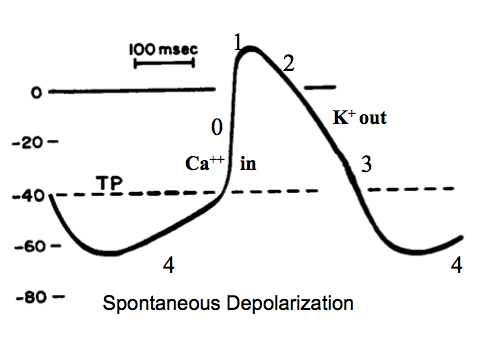 100 msec
1
2
0
0
K⁺ out
-20
Ca⁺⁺ in
3
-40
TP
-60
4
4
-80
Spontaneous Depolarization